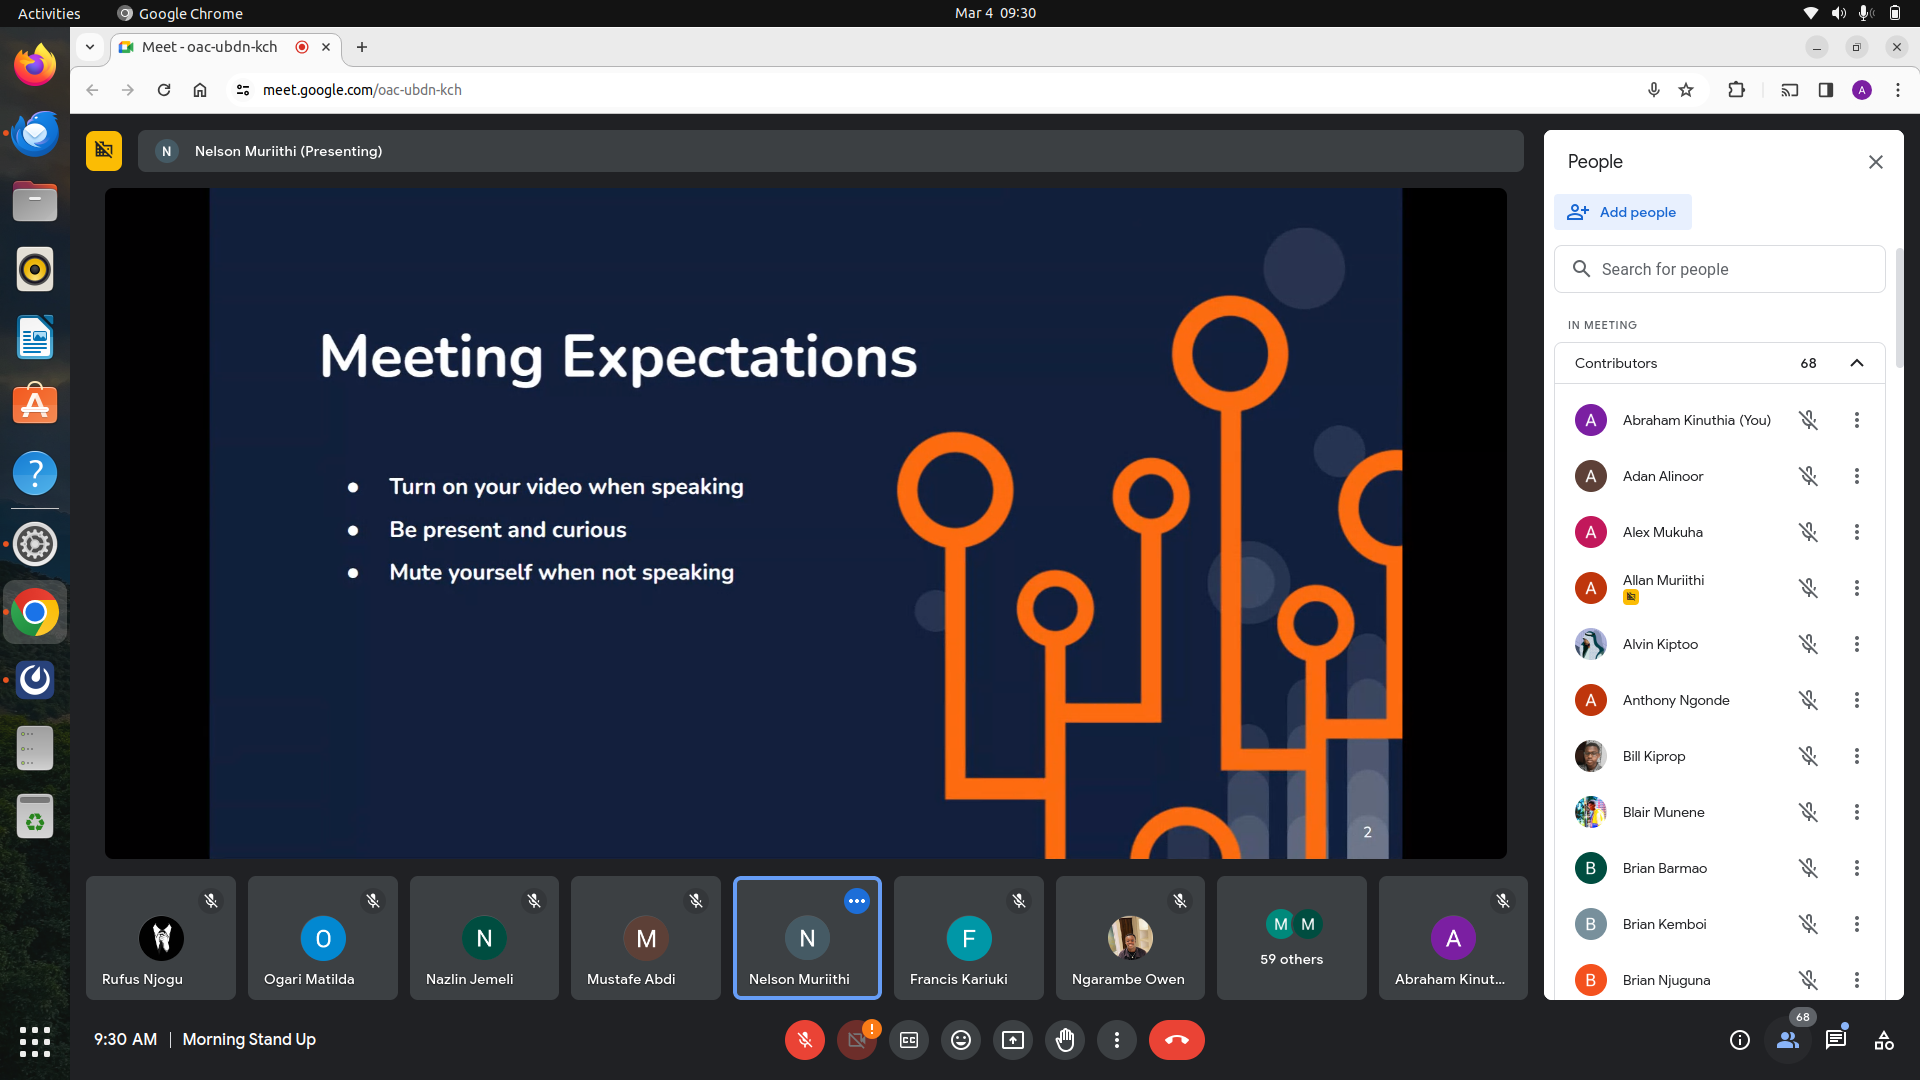 Activities
Google Chrome
Mar 4 09:30
Meet - oac-ubdn-kch
meet.google.com/oac-ubdn-kch
A
N
Nelson Muriithi (Presenting)
Meeting Expectations
● Turn on your video when speaking
● Be present and curious
● Mute yourself when not speaking
2
Rufus Njogu
O
Ogari Matilda
N
Nazlin Jemeli
M
Mustafe Abdi
N
Nelson Muriithi
F
Francis Kariuki
Ngarambe Owen
M M
59 others
A
Abraham Kinut...
People
Add people
Search for people
IN MEETING
Contributors 68
A Abraham Kinuthia (You)
A Adan Alinoor
A Alex Mukuha
A Allan Muriithi
Alvin Kiptoo
A Anthony Ngonde
Bill Kiprop
Blair Munene
B Brian Barmao
B Brian Kemboi
B Brian Njuguna
9:30 AM | Morning Stand Up
!
CC
68